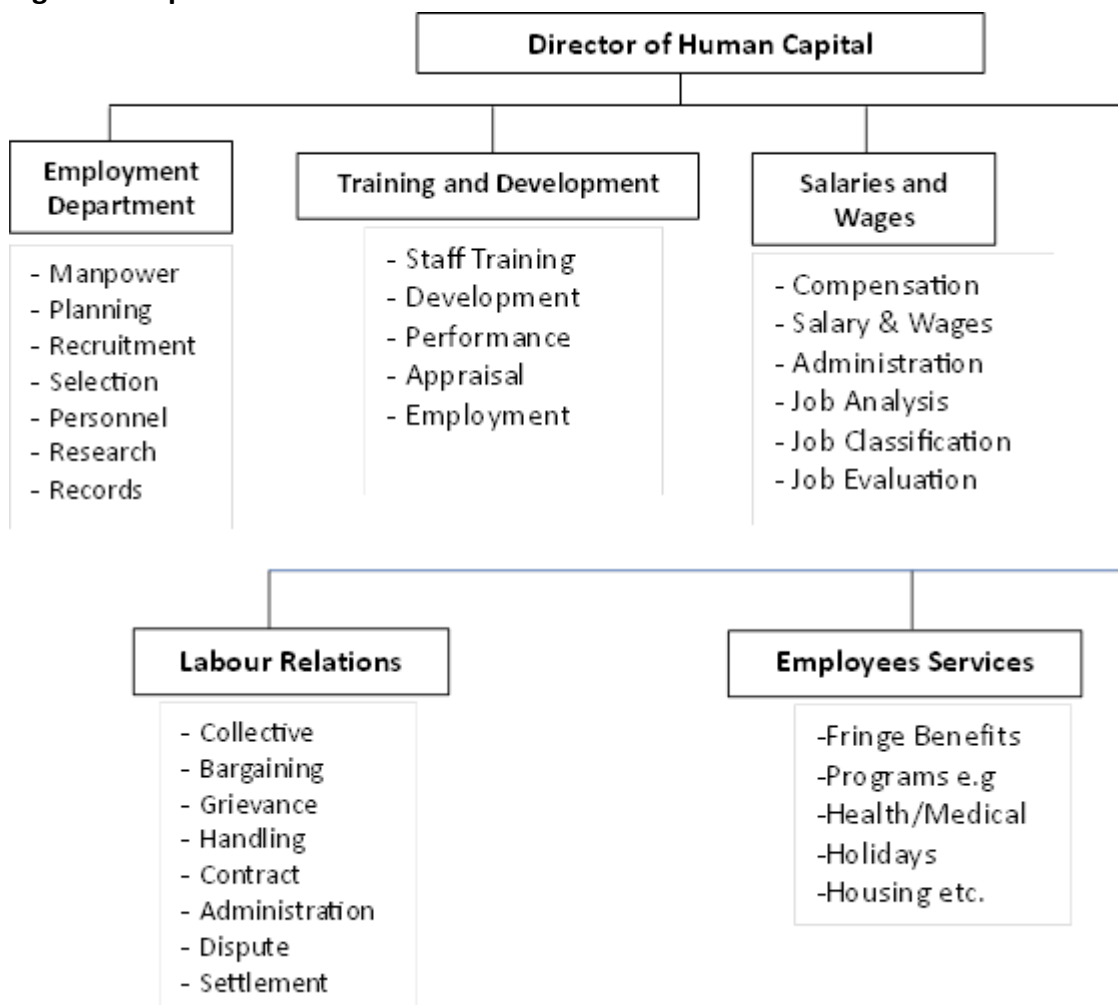 Director of Human Capital
Employment
Department
- Manpower
- Planning
- Recruitment
- Selection
- Personnel
- Research
- Records
Training and Development
- Staff Training
- Development
- Performance
- Appraisal
- Employment
Salaries and
Wages
- Compensation
- Salary & Wages
- Administration
- Job Analysis
- Job Classification
- Job Evaluation
Labour Relations
- Collective
- Bargaining
- Grievance
- Handling
- Contract
- Administration
- Dispute
- Settlement
Employees Services
-Fringe Benefits
-Programs e.g
-Health/Medical
-Holidays
-Housing etc.